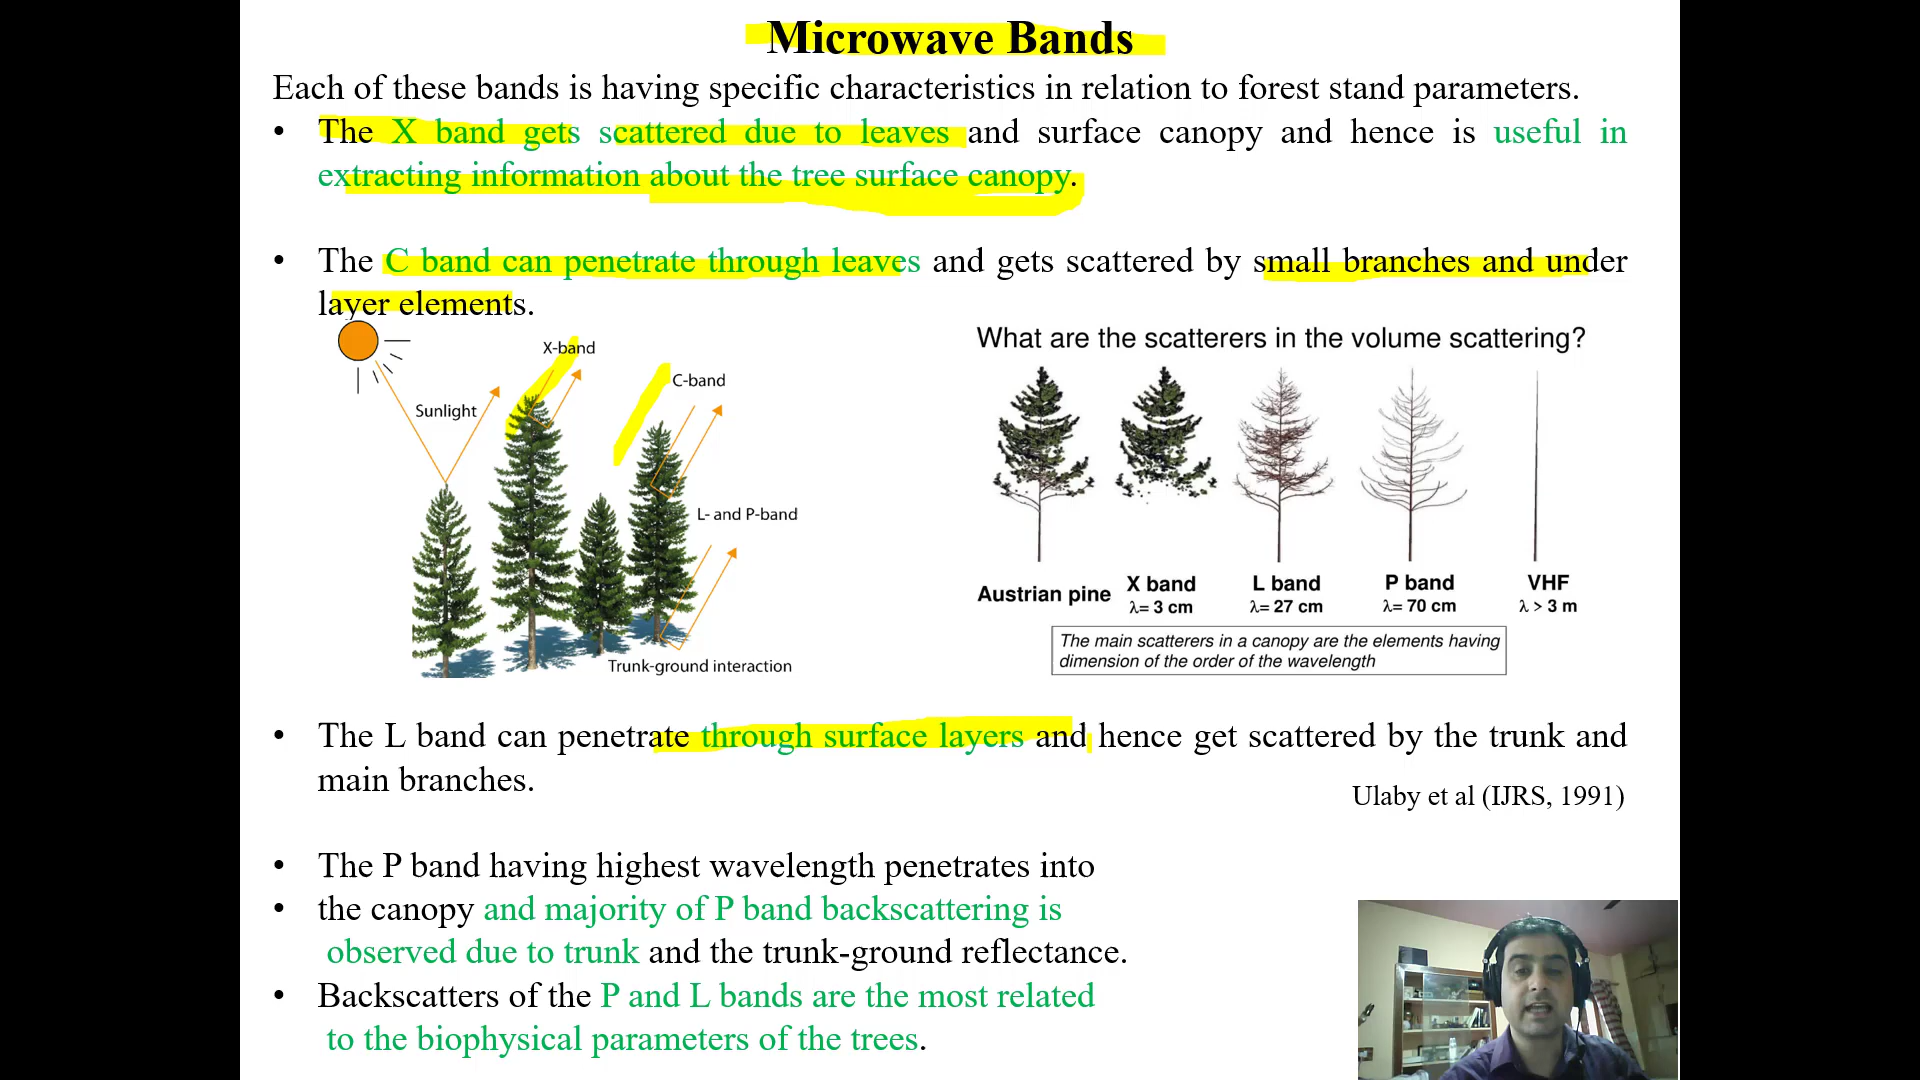 Microwave Bands
Each of these bands is having specific characteristics in relation to forest stand parameters.
• The X band gets scattered due to leaves and surface canopy and hence is useful in
extracting information about the tree surface canopy.
• The C band can penetrate through leaves and gets scattered by small branches and under
layer elements.
X-band
C-band
Sunlight
L- and P-band
Trunk-ground interaction
What are the scatterers in the volume scattering?
Austrian pine
X band
λ= 3 cm
L band
λ= 27 cm
P band
λ= 70 cm
VHF
λ > 3 m
The main scatterers in a canopy are the elements having
dimension of the order of the wavelength
• The L band can penetrate through surface layers and hence get scattered by the trunk and
main branches.
Ulaby et al (IJRS, 1991)
• The P band having highest wavelength penetrates into
• the canopy and majority of P band backscattering is
observed due to trunk and the trunk-ground reflectance.
• Backscatters of the P and L bands are the most related
to the biophysical parameters of the trees.